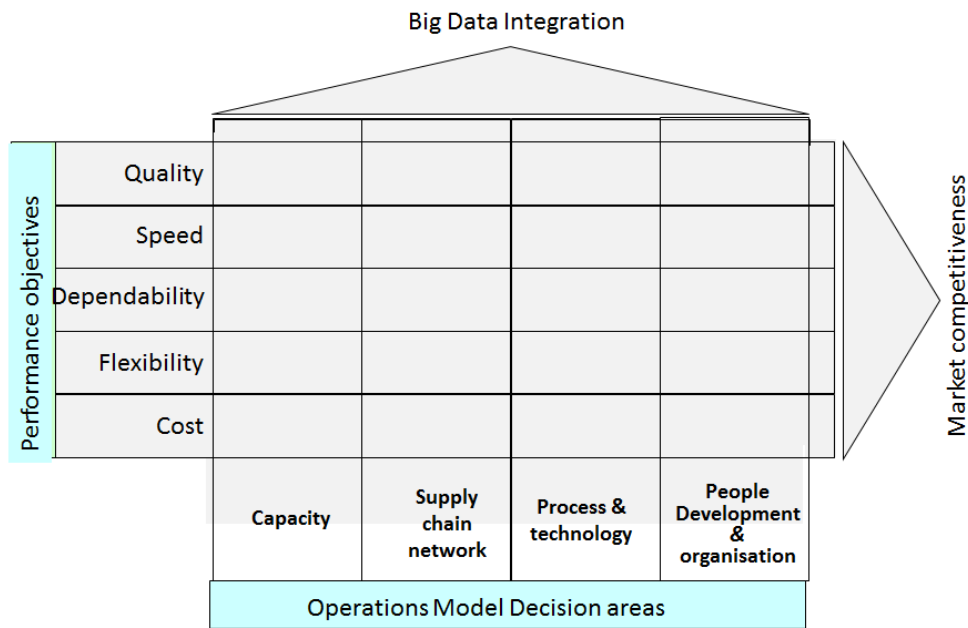 Big Data Integration
Performance objectives
Quality
Speed
Dependability
Flexibility
Cost
Market competitiveness
Capacity
Supply
chain
network
Process &
technology
People
Development
&
organisation
Operations Model Decision areas